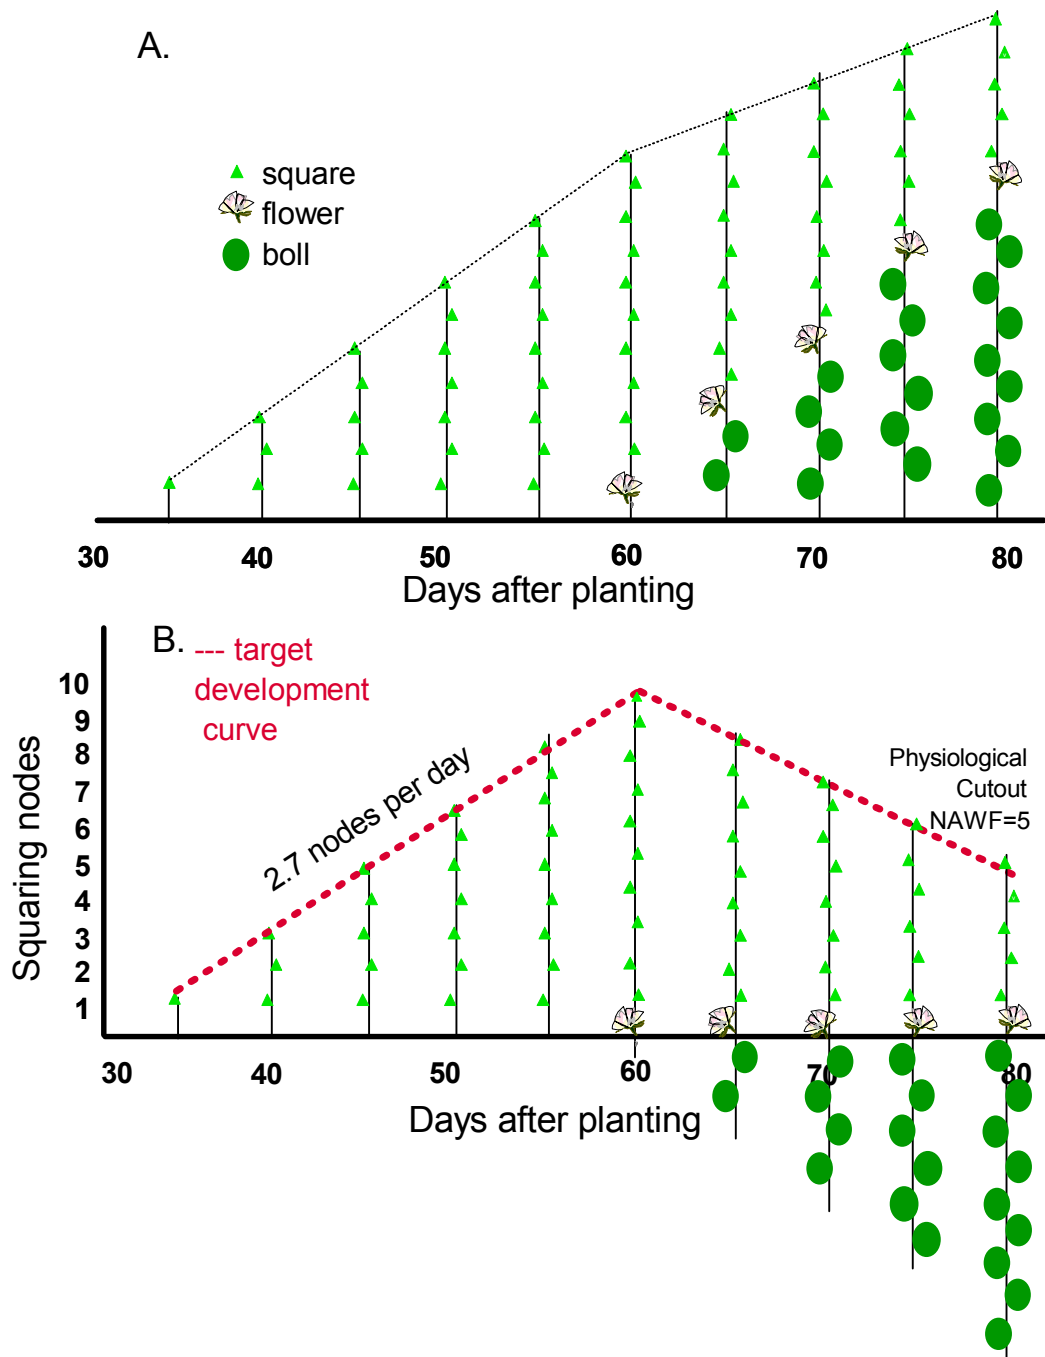 A.
square
flower
boll
30 40 50 60 70 80
Days after planting
B.
--- target
development
curve
10
9
8
7
6
5
4
3
2
1
Squaring nodes
2.7 nodes per day
Physiological
Cutout
NAWF=5
30 40 50 60 70 80
Days after planting